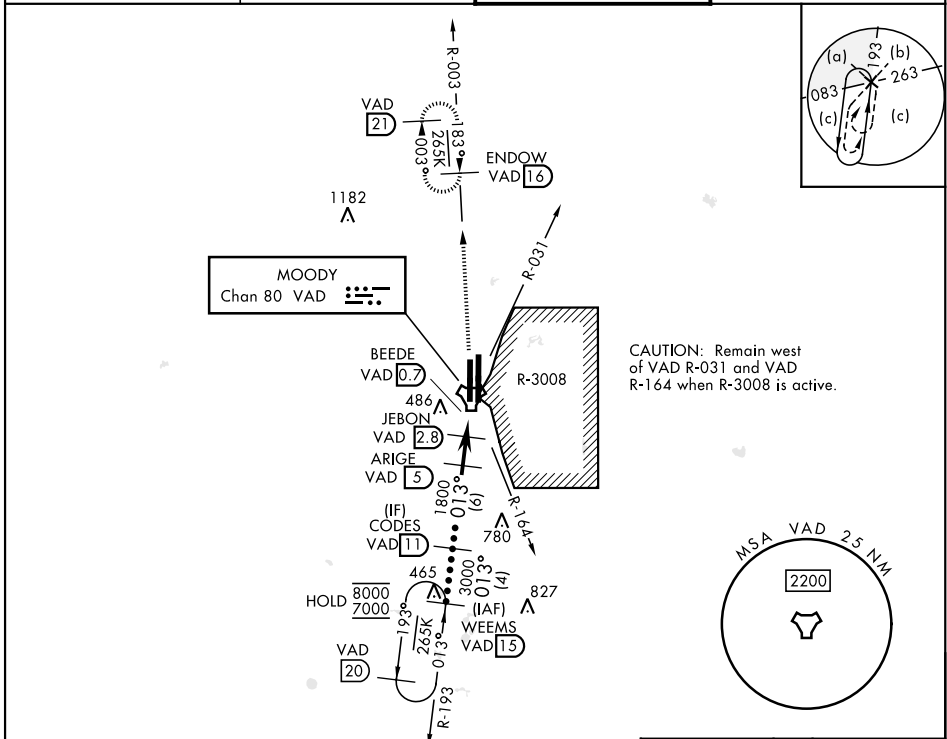 R-003
VAD
21
003°
265K
183°
ENDOW
VAD 16
1182
R-031
MOODY
Chan 80 VAD
BEEDE
VAD 0.7
486
JEBON
VAD 2.8
ARIGE
VAD 5
R-3008
CAUTION: Remain west
of VAD R-031 and VAD
R-164 when R-3008 is active.
1800
013°
(6)
R-164
780
(IF)
CODES
VAD 11
3000
013°
(4)
465
827
HOLD 8000
7000
193°
265K
013°
(IAF)
WEEMS
VAD 15
VAD
20
R-193
(a)
193
(b)
083
263
(c)
(c)
MSA VAD 25 NM
2200